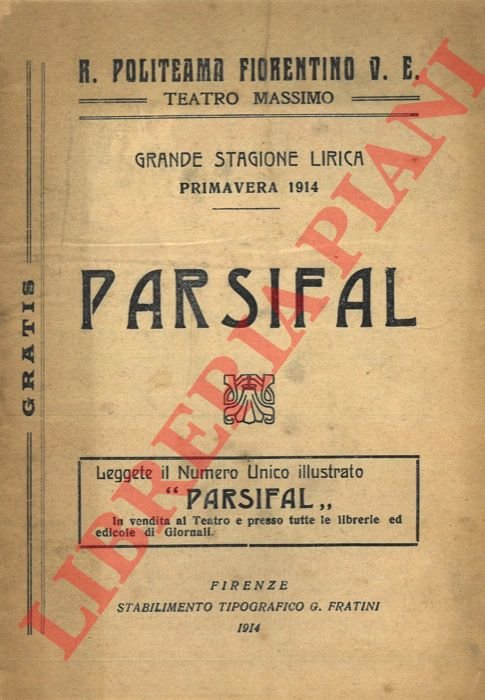 R. POLITEAMA FIORENTINO V. E.
TEATRO MASSIMO
GRANDE STAGIONE LIRICA
PRIMAVERA 1914
PARSIFAL
GRATIS
Leggete il Numero Unico illustrato
“ PARSIFAL „
In vendita al Teatro e presso tutte le librerie ed
edicole di Giornali.
FIRENZE
STABILIMENTO TIPOGRAFICO G. FRATINI
1914
LIBRERIA PIANI